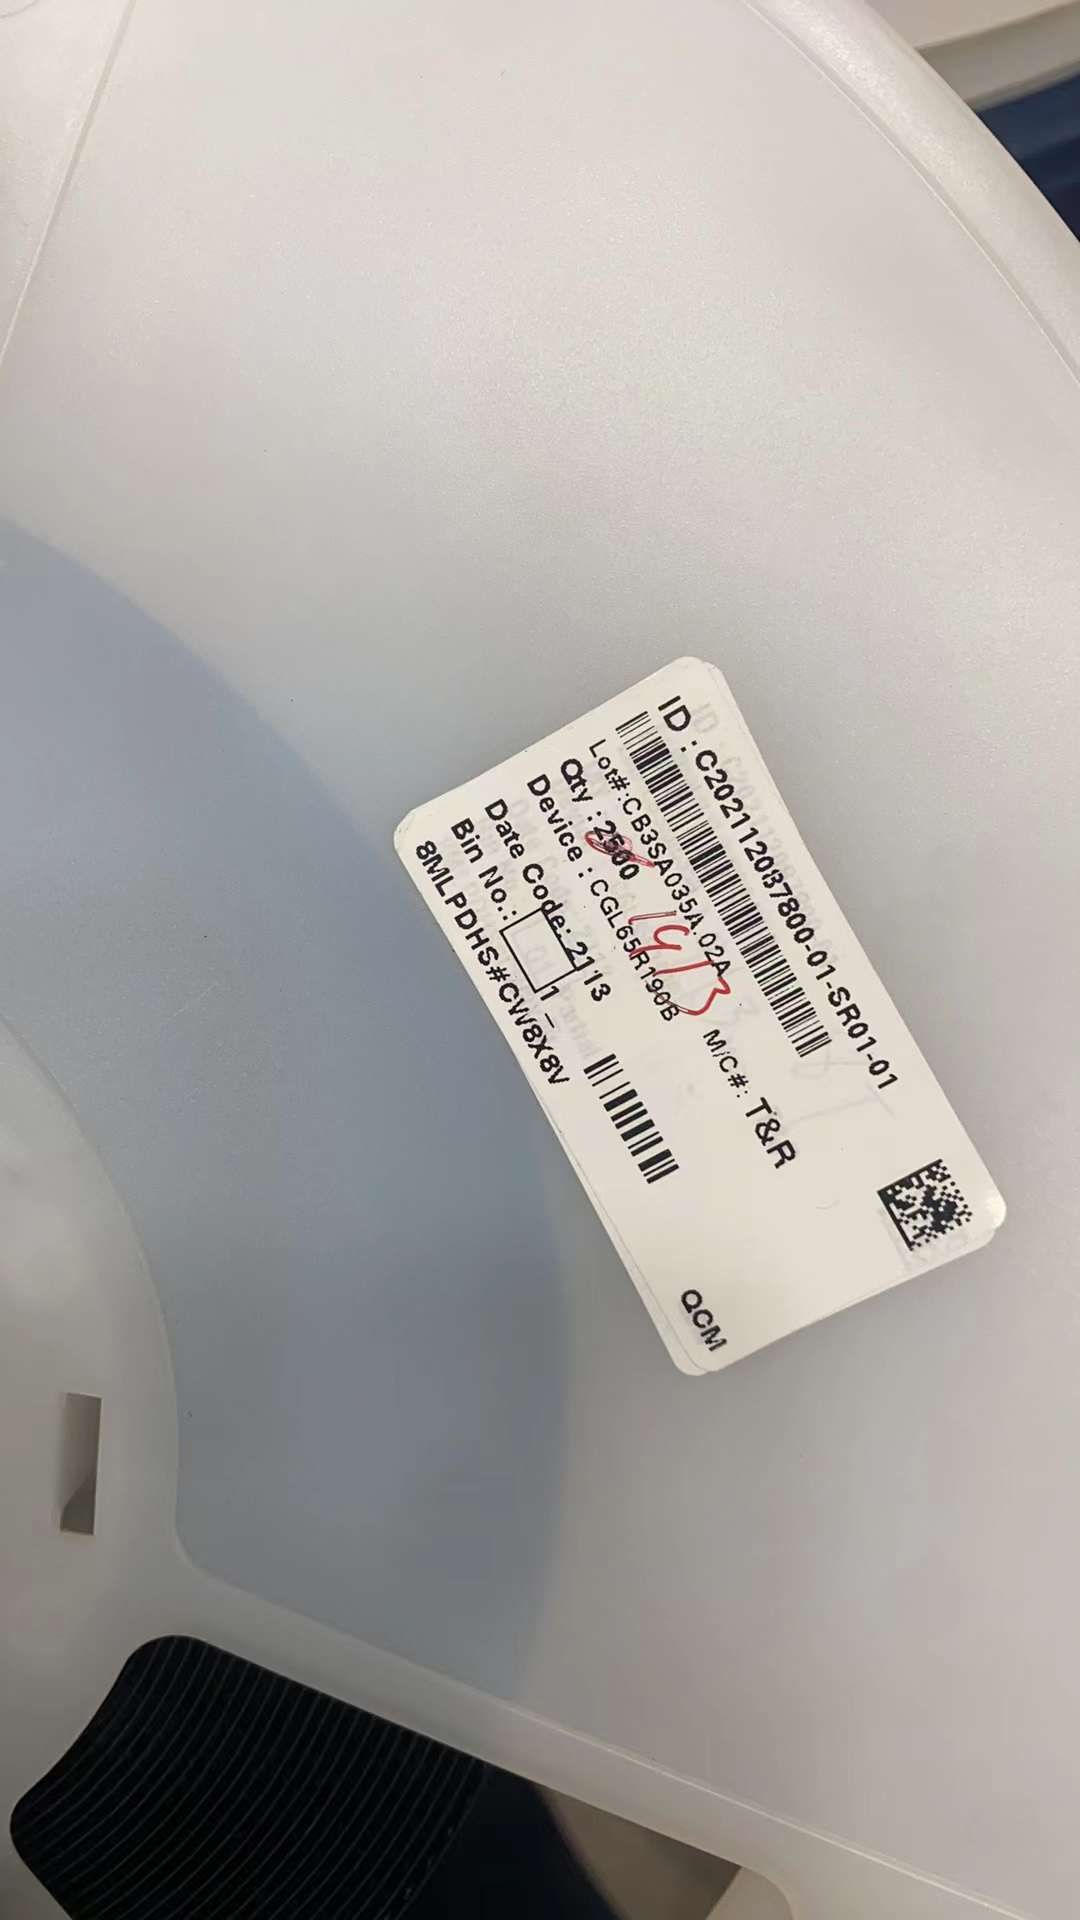 ID : C202112087800-01-SR01-01
Lot#:CB3SA035A.02A
M/C#: T&R
Qty : 2500
1913
Device : CGL65R190B
Date Code: 2113
Bin No.: 1 _
8MLPDHS#CW8X8V
QCM